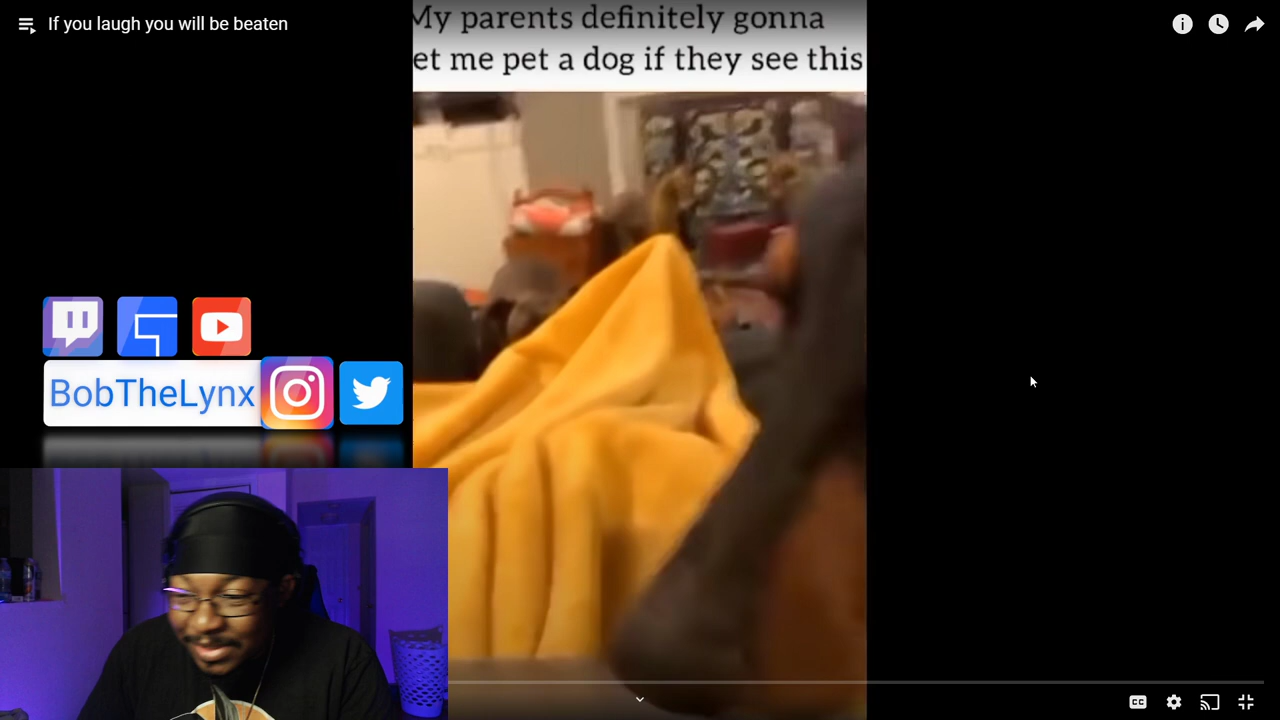 If you laugh you will be beaten
My parents definitely gonna
et me pet a dog if they see this
BobTheLynx
CC